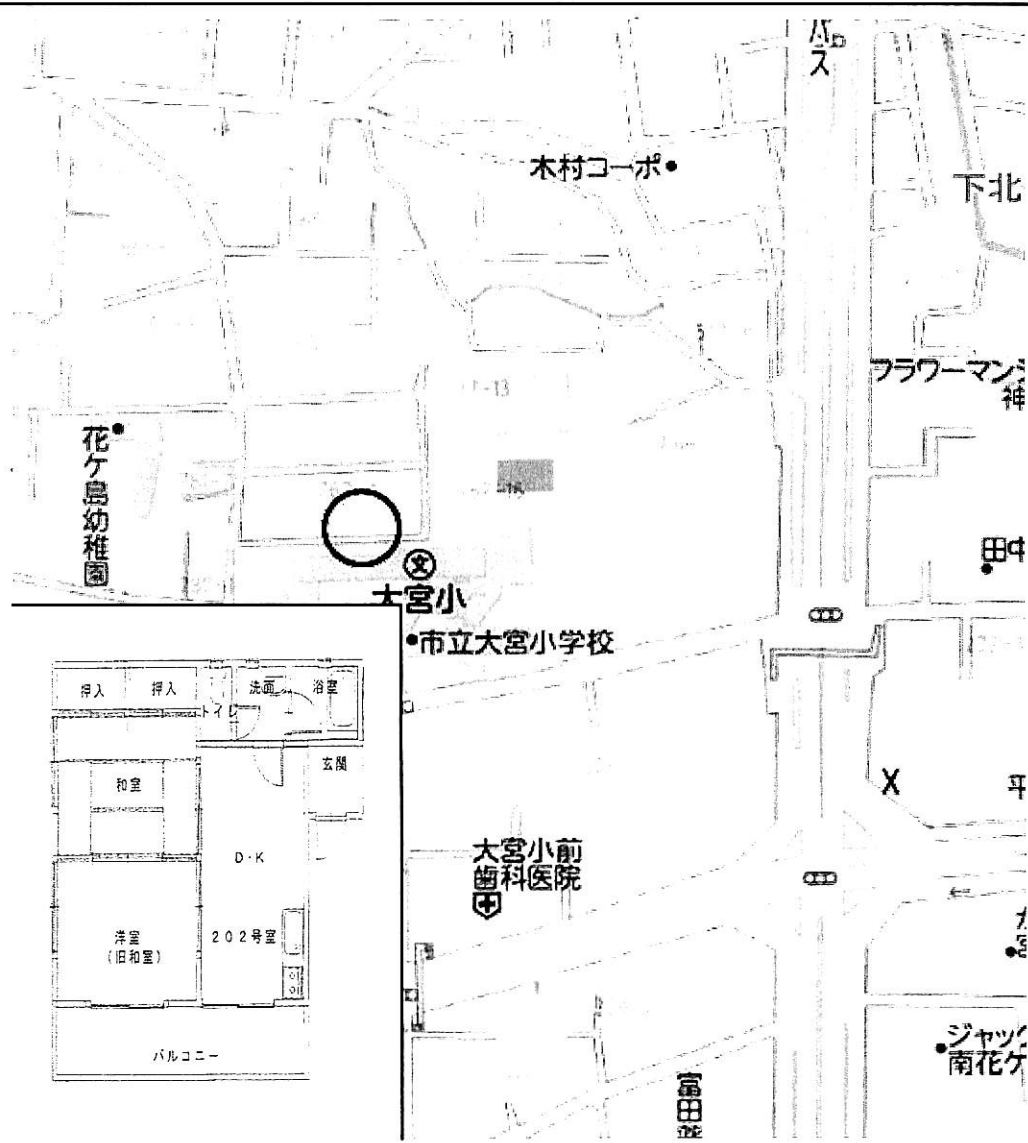 バス
木村コーポ
下北
フラワーマン
神
花ケ島幼稚園
田中
文
大宮小
市立大宮小学校
押入
押入
洗面
浴室
トイレ
玄関
和室
D・K
洋室
(旧和室)
202号室
バルコニー
X
平
大宮小前
歯科医院
ジャック
南花ケ
富田